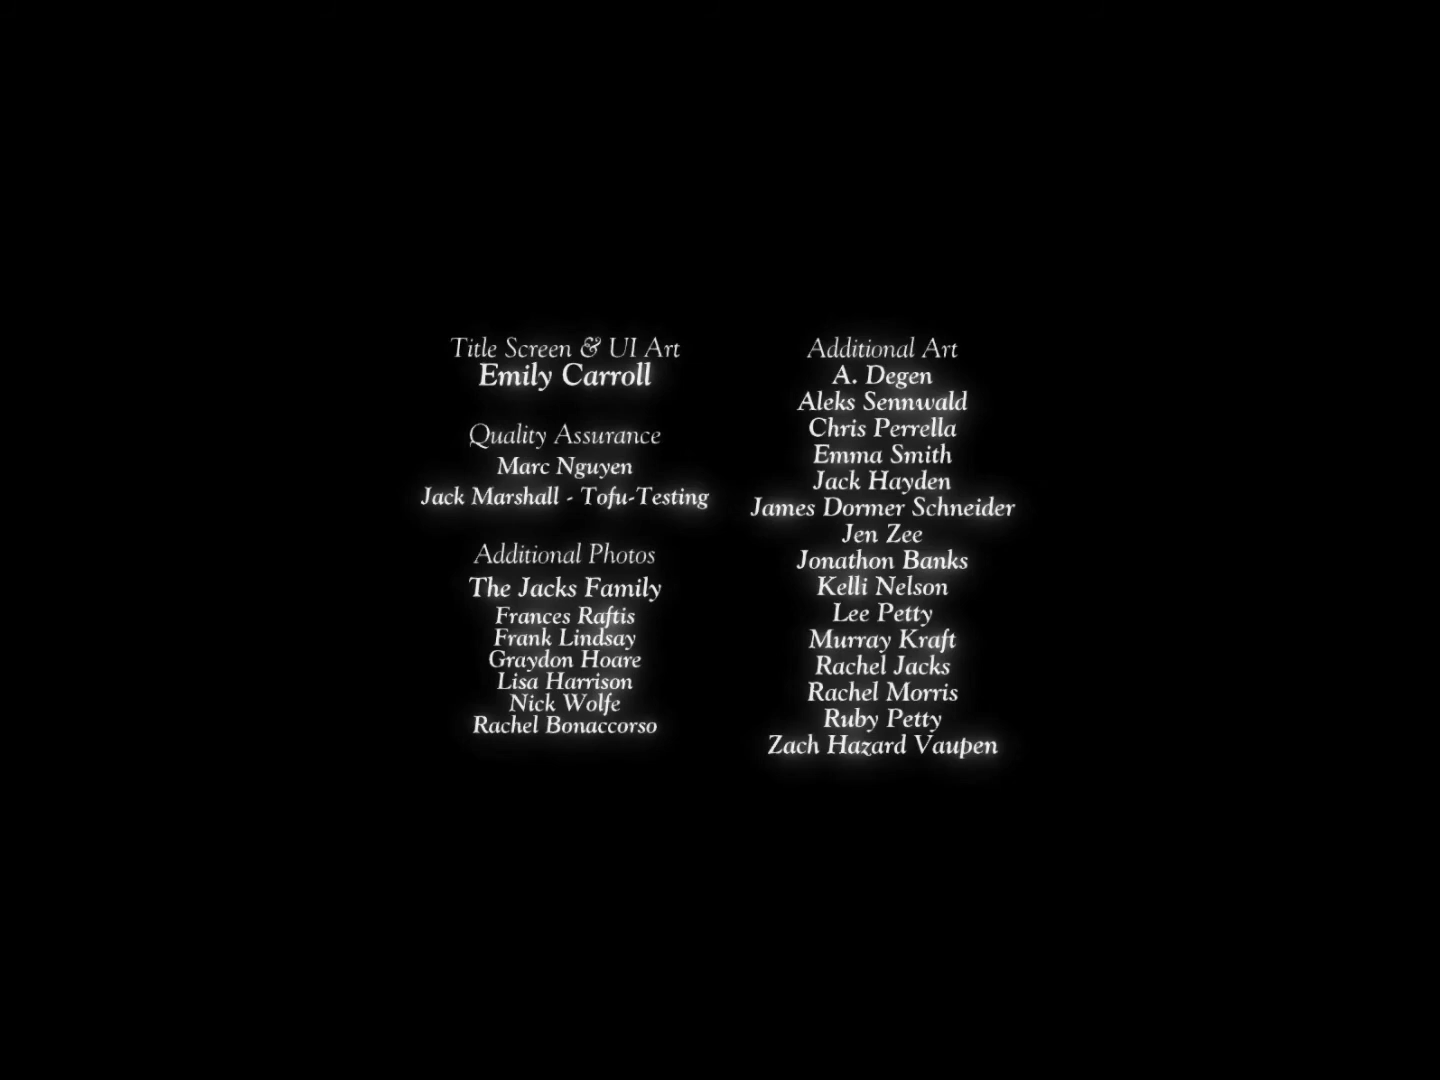 Title Screen & UI Art
Emily Carroll
Quality Assurance
Marc Nguyen
Jack Marshall - Tofu-Testing
Additional Photos
The Jacks Family
Frances Raftis
Frank Lindsay
Graydon Hoare
Lisa Harrison
Nick Wolfe
Rachel Bonaccorso
Additional Art
A. Degen
Aleks Sennwald
Chris Perrella
Emma Smith
Jack Hayden
James Dormer Schneider
Jen Zee
Jonathon Banks
Kelli Nelson
Lee Petty
Murray Kraft
Rachel Jacks
Rachel Morris
Ruby Petty
Zach Hazard Vaupen